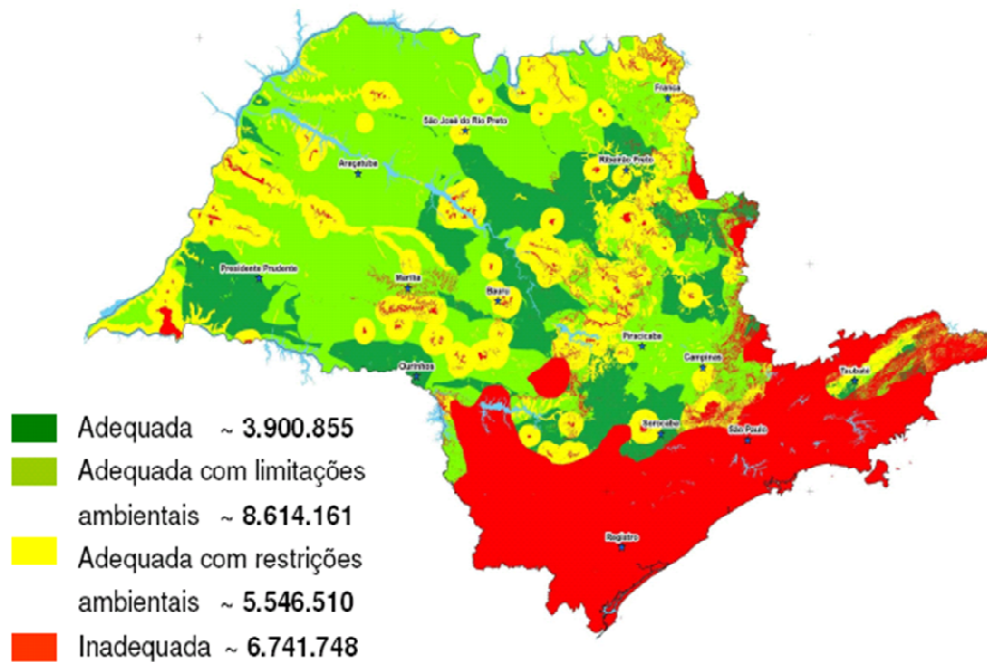 Franca
São José do Rio Preto
Araçatuba
Ribeirão Preto
Presidente Prudente
Marília
Bauru
Piracicaba
Campinas
Ourinhos
Taubaté
Sorocaba
São Paulo
Registro
Adequada ~ 3.900.855
Adequada com limitações
ambientais ~ 8.614.161
Adequada com restrições
ambientais ~ 5.546.510
Inadequada ~ 6.741.748